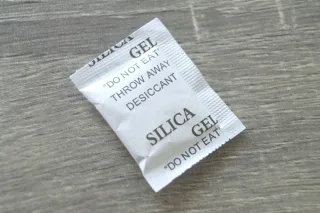 SILICA
GEL
"DO NOT EAT"
THROW AWAY
DESICCANT
SILICA
GEL
"DO NOT EAT